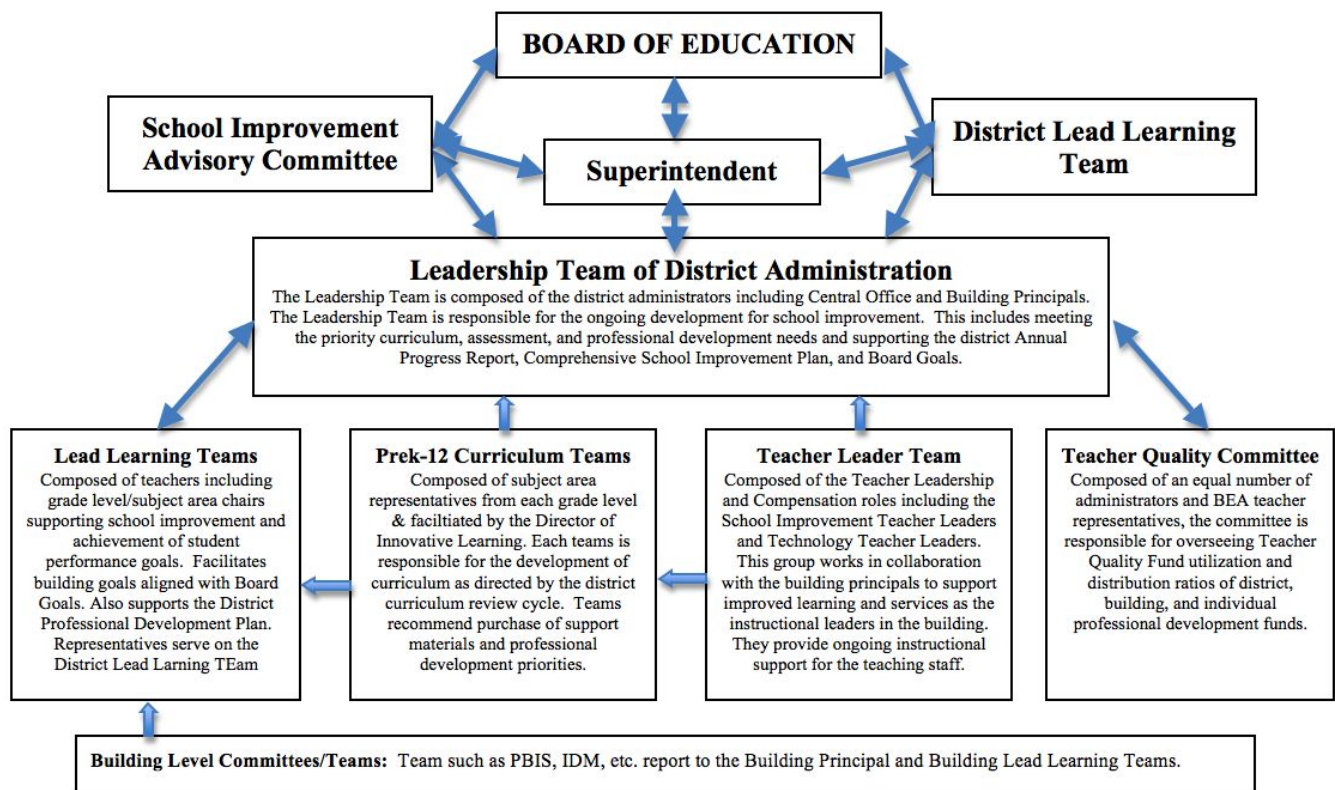 BOARD OF EDUCATION
School Improvement
Advisory Committee
District Lead Learning
Team
Superintendent
Leadership Team of District Administration
The Leadership Team is composed of the district administrators including Central Office and Building Principals.
The Leadership Team is responsible for the ongoing development for school improvement.  This includes meeting
the priority curriculum, assessment, and professional development needs and supporting the district Annual
Progress Report, Comprehensive School Improvement Plan, and Board Goals.
Lead Learning Teams
Composed of teachers including
grade level/subject area chairs
supporting school improvement and
achievement of student
performance goals.  Facilitates
building goals aligned with Board
Goals. Also supports the District
Professional Development Plan.
Representatives serve on the
District Lead Larning TEam
Prek-12 Curriculum Teams
Composed of subject area
representatives from each grade level
& faciltiated by the Director of
Innovative Learning. Each teams is
responsible for the development of
curriculum as directed by the district
curriculum review cycle.  Teams
recommend purchase of support
materials and professional
development priorities.
Teacher Leader Team
Composed of the Teacher Leadership
and Compensation roles including the
School Improvement Teacher Leaders
and Technology Teacher Leaders.
This group works in collaboration
with the building principals to support
improved learning and services as the
instructional leaders in the building.
They provide ongoing instructional
support for the teaching staff.
Teacher Quality Committee
Composed of an equal number of
administrators and BEA teacher
representatives, the committee is
responsible for overseeing Teacher
Quality Fund utilization and
distribution ratios of district,
building, and individual
professional development funds.
Building Level Committees/Teams:  Team such as PBIS, IDM, etc. report to the Building Principal and Building Lead Learning Teams.